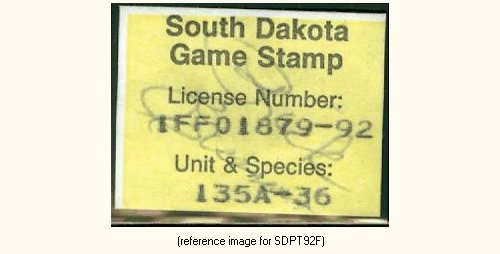 South Dakota
Game Stamp
License Number:
1FF01879-92
Unit & Species:
135A-36
(reference image for SDPT92F)